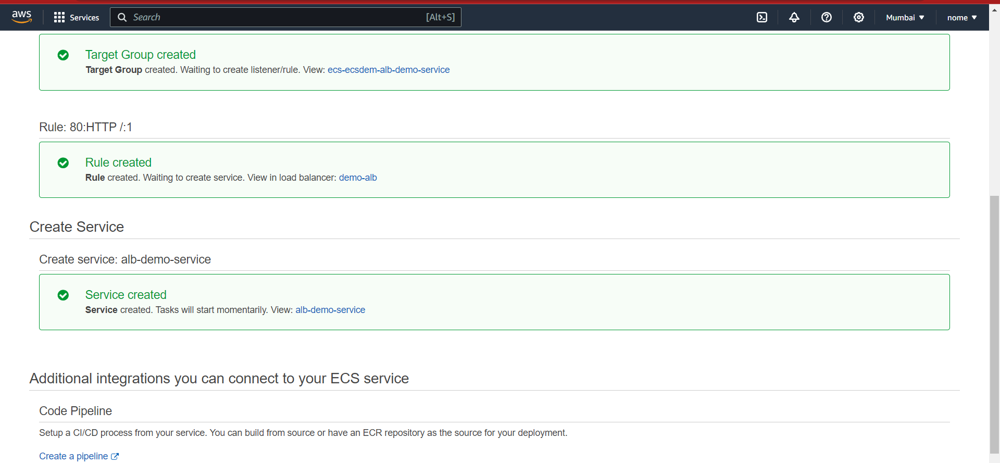 aws
Services
Search [Alt+S]
Mumbai
nome
Target Group created
Target Group created. Waiting to create listener/rule. View: ecs-ecsdem-alb-demo-service
Rule: 80:HTTP /:1
Rule created
Rule created. Waiting to create service. View in load balancer: demo-alb
Create Service
Create service: alb-demo-service
Service created
Service created. Tasks will start momentarily. View: alb-demo-service
Additional integrations you can connect to your ECS service
Code Pipeline
Setup a CI/CD process from your service. You can build from source or have an ECR repository as the source for your deployment.
Create a pipeline